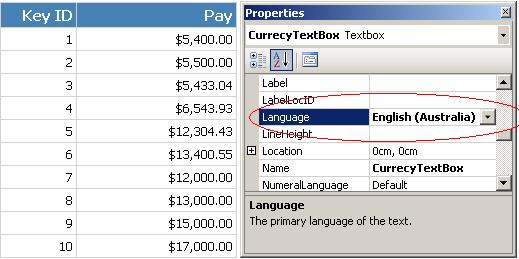 Key ID Pay
1 $5,400.00
2 $5,500.00
3 $5,433.04
4 $6,543.93
5 $12,304.43
6 $13,400.55
7 $12,000.00
8 $13,000.00
9 $15,000.00
10 $17,000.00
Properties
CurrecyTextBox Textbox
Label
LabelLocID
Language English (Australia)
LineHeight
Location 0cm, 0cm
Name CurrecyTextBox
NumeralLanguage Default
Language
The primary language of the text.